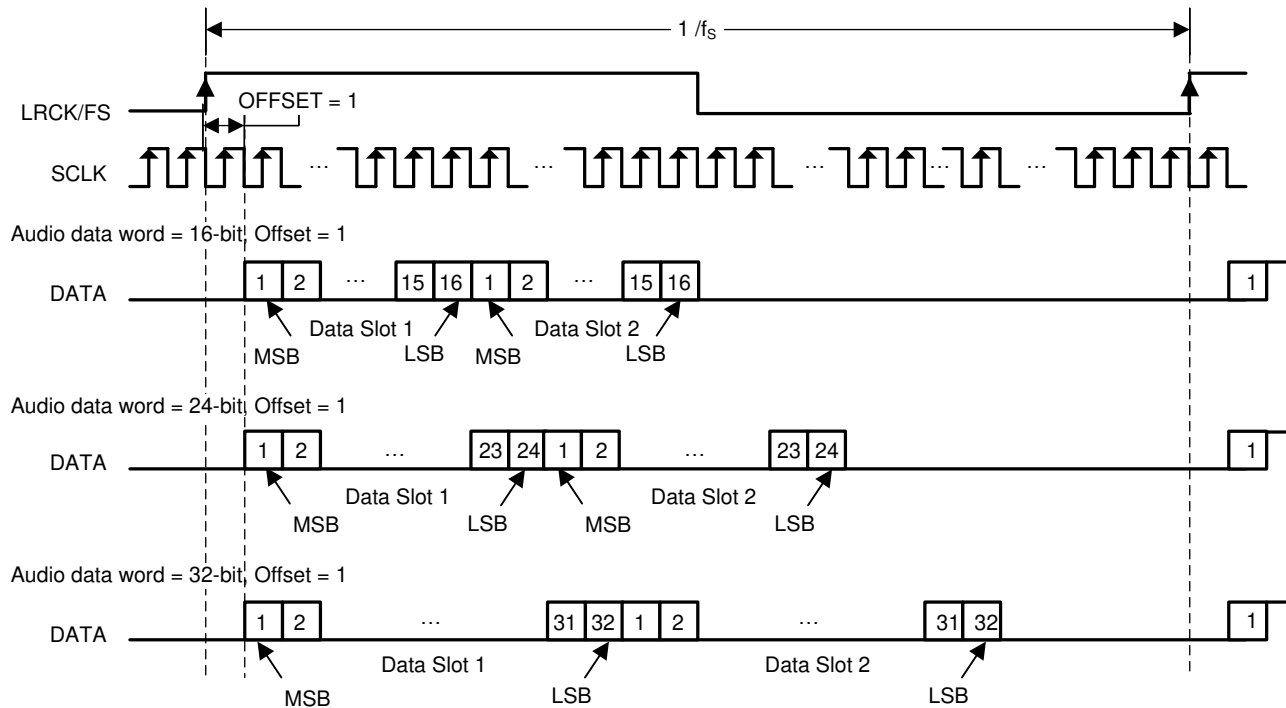 1 /fS
LRCK/FS
OFFSET = 1
SCLK
... ... ... ... ...
Audio data word = 16-bit, Offset = 1
DATA
1 2 ... 15 16 1 2 ... 15 16 1
Data Slot 1 Data Slot 2
MSB LSB MSB LSB
Audio data word = 24-bit, Offset = 1
DATA
1 2 ... 23 24 1 2 ... 23 24 1
Data Slot 1 Data Slot 2
MSB LSB MSB LSB
Audio data word = 32-bit, Offset = 1
DATA
1 2 ... 31 32 1 2 ... 31 32 1
Data Slot 1 Data Slot 2
MSB LSB LSB